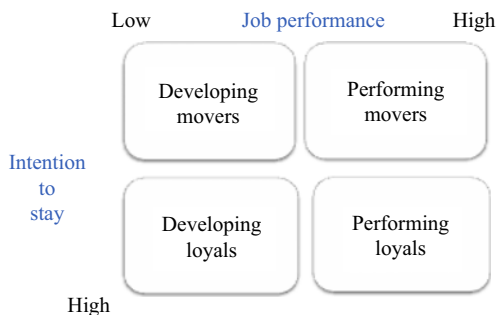 Low Job performance High
Developing
movers
Performing
movers
Intention
to
stay
Developing
loyals
Performing
loyals
High